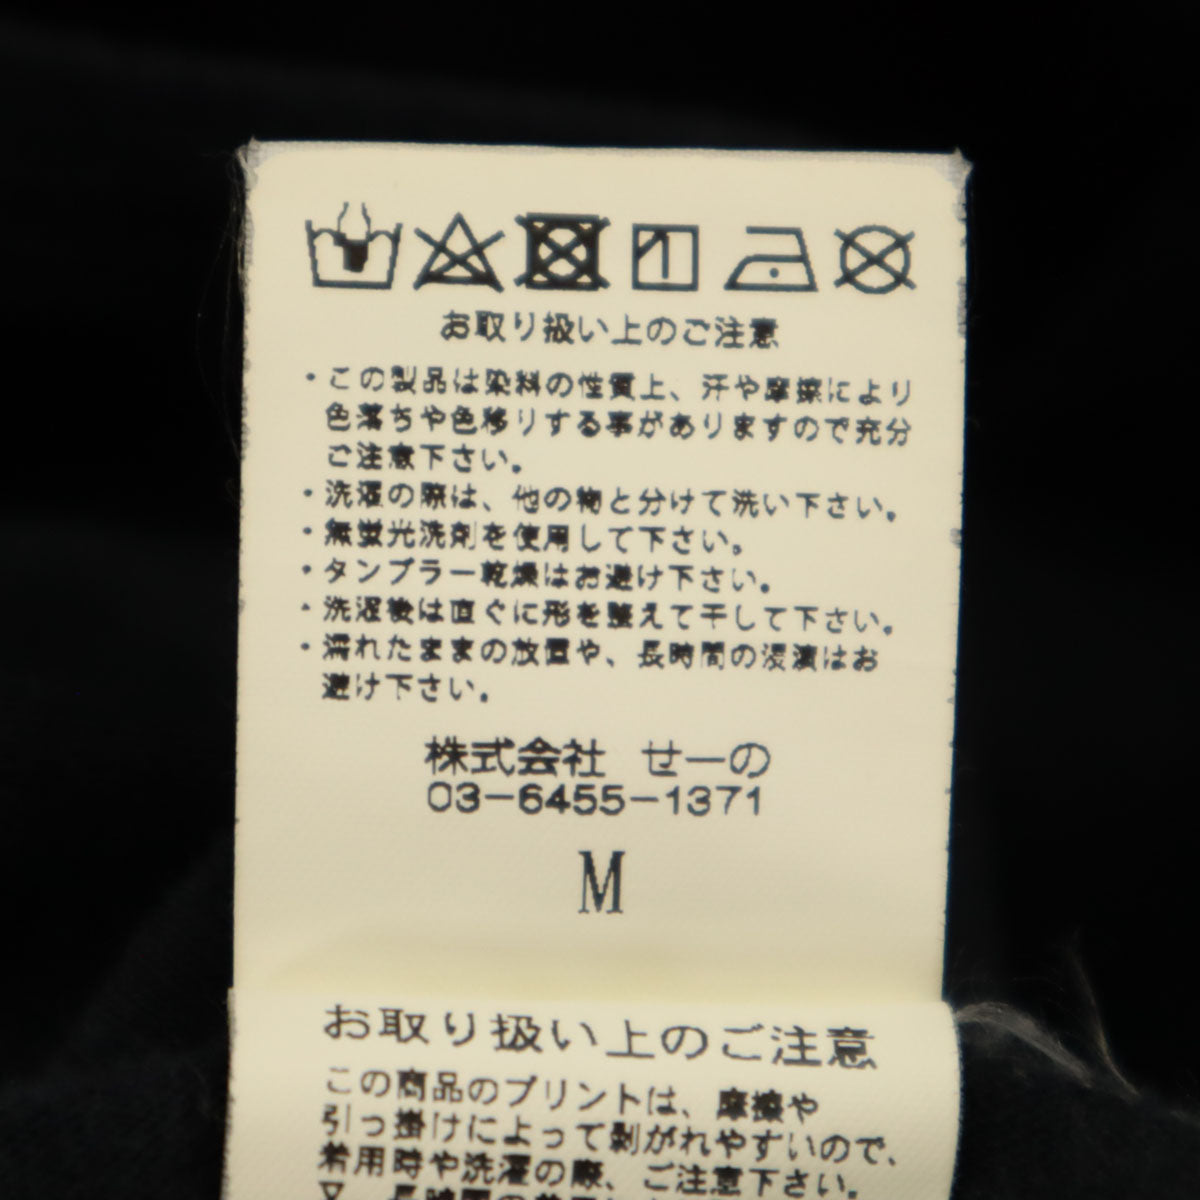 お取り扱い上のご注意
・この製品は染料の性質上、汗や摩擦により
色落ちや色移りする事がありますので充分
ご注意下さい。
・洗濯の際は、他の物と分けて洗い下さい。
・無蛍光洗剤を使用して下さい。
・タンブラー乾燥はお避け下さい。
・洗濯後は直ぐに形を整えて干して下さい。
・濡れたままの放置や、長時間の浸漬はお
避け下さい。
株式会社 せーの
03-6455-1371
M
お取り扱い上のご注意
この商品のプリントは、摩擦や
引っ掛けによって剥がれやすいので、
着用時や洗濯の際、ご注意下さい。